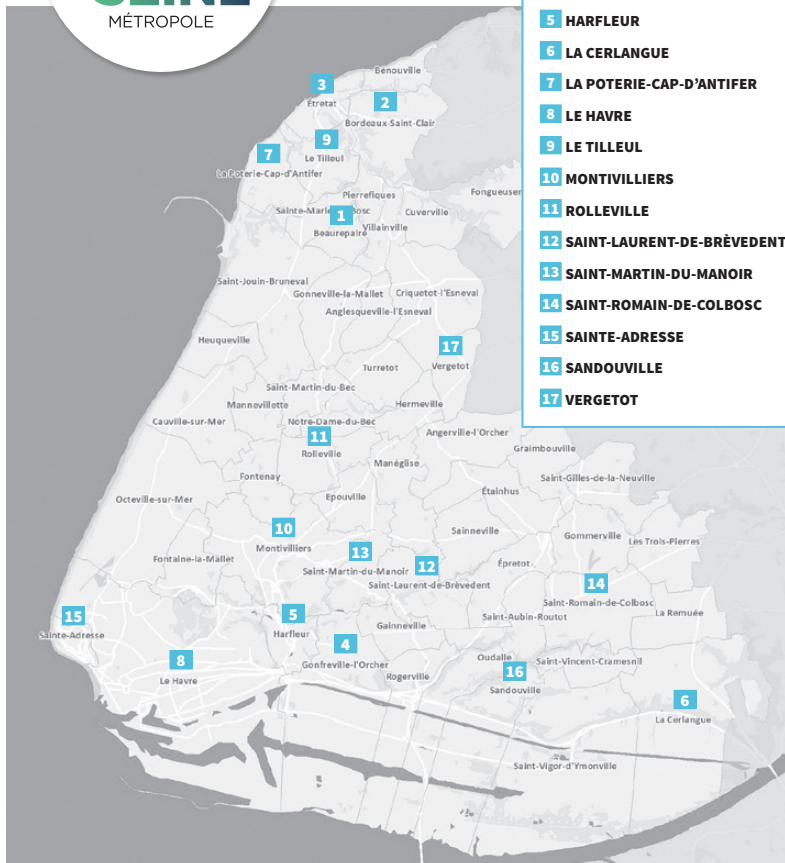 MÉTROPOLE
5 HARFLEUR
6 LA CERLANGUE
7 LA POTERIE-CAP-D’ANTIFER
8 LE HAVRE
9 LE TILLEUL
10 MONTIVILLIERS
11 ROLLEVILLE
12 SAINT-LAURENT-DE-BRÈVEDENT
13 SAINT-MARTIN-DU-MANOIR
14 SAINT-ROMAIN-DE-COLBOSC
15 SAINTE-ADRESSE
16 SANDOUVILLE
17 VERGETOT
Benouville
3
2
Étretat
Bordeaux-Saint-Clair
9
7
Le Tilleul
La Poterie-Cap-d'Antifer
Pierrefiques
Sainte-Marie
1
Cuverville
Villainville
Beaurepaire
Saint-Jouin-Bruneval
Gonneville-la-Mallet
Criquetot-l'Esneval
Anglesqueville-l'Esneval
Heuqueville
17
Turretot
Vergetot
Saint-Martin-du-Bec
Mannevillette
Hermeville
Cauville-sur-Mer
Notre-Dame-du-Bec
11
Angerville-l'Orcher
Graimbouville
Rolleville
Manéglise
Fontenay
Saint-Gilles-de-la-Neuville
Octeville-sur-Mer
Epouville
Étainhus
10
Sainneville
Gommerville
Les Trois-Pierres
Montivilliers
13
Fontaine-la-Mallet
Saint-Martin-du-Manoir
12
Épretot
14
Saint-Laurent-de-Brèvedent
Saint-Romain-de-Colbosc
15
5
Saint-Aubin-Routot
La Remuée
Sainte-Adresse
Harfleur
Gainneville
4
8
Gonfreville-l'Orcher
Oudalle
Saint-Vincent-Cramesnil
Le Havre
Rogerville
16
Sandouville
6
La Cerlangue
Saint-Vigor-d'Ymonville